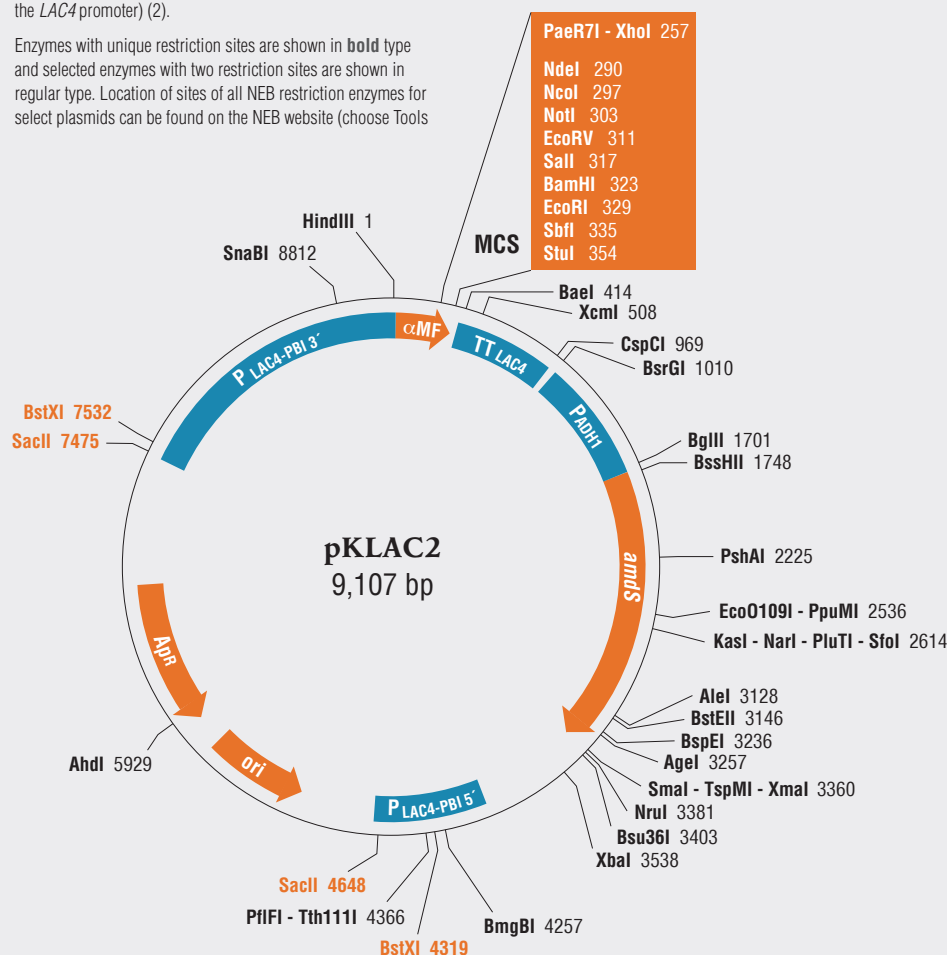 the LAC4 promoter) (2).
Enzymes with unique restriction sites are shown in bold type
and selected enzymes with two restriction sites are shown in
regular type. Location of sites of all NEB restriction enzymes for
select plasmids can be found on the NEB website (choose Tools
PaeR7I - XhoI 257
NdeI 290
NcoI 297
NotI 303
EcoRV 311
SalI 317
BamHI 323
EcoRI 329
SbfI 335
StuI 354
MCS
HindIII 1
SnaBI 8812
BaeI 414
XcmI 508
CspCI 969
BsrGI 1010
αMF
TT LAC4
P LAC4-PBI 3´
PADH1
BstXI 7532
SacII 7475
BglII 1701
BssHII 1748
pKLAC2
9,107 bp
amdS
PshAI 2225
EcoO109I - PpuMI 2536
KasI - NarI - PluTI - SfoI 2614
ApR
AleI 3128
BstEII 3146
BspEI 3236
AgeI 3257
SmaI - TspMI - XmaI 3360
NruI 3381
Bsu36I 3403
XbaI 3538
AhdI 5929
ori
P LAC4-PBI 5´
SacII 4648
PflFI - Tth111I 4366
BmgBI 4257
BstXI 4319